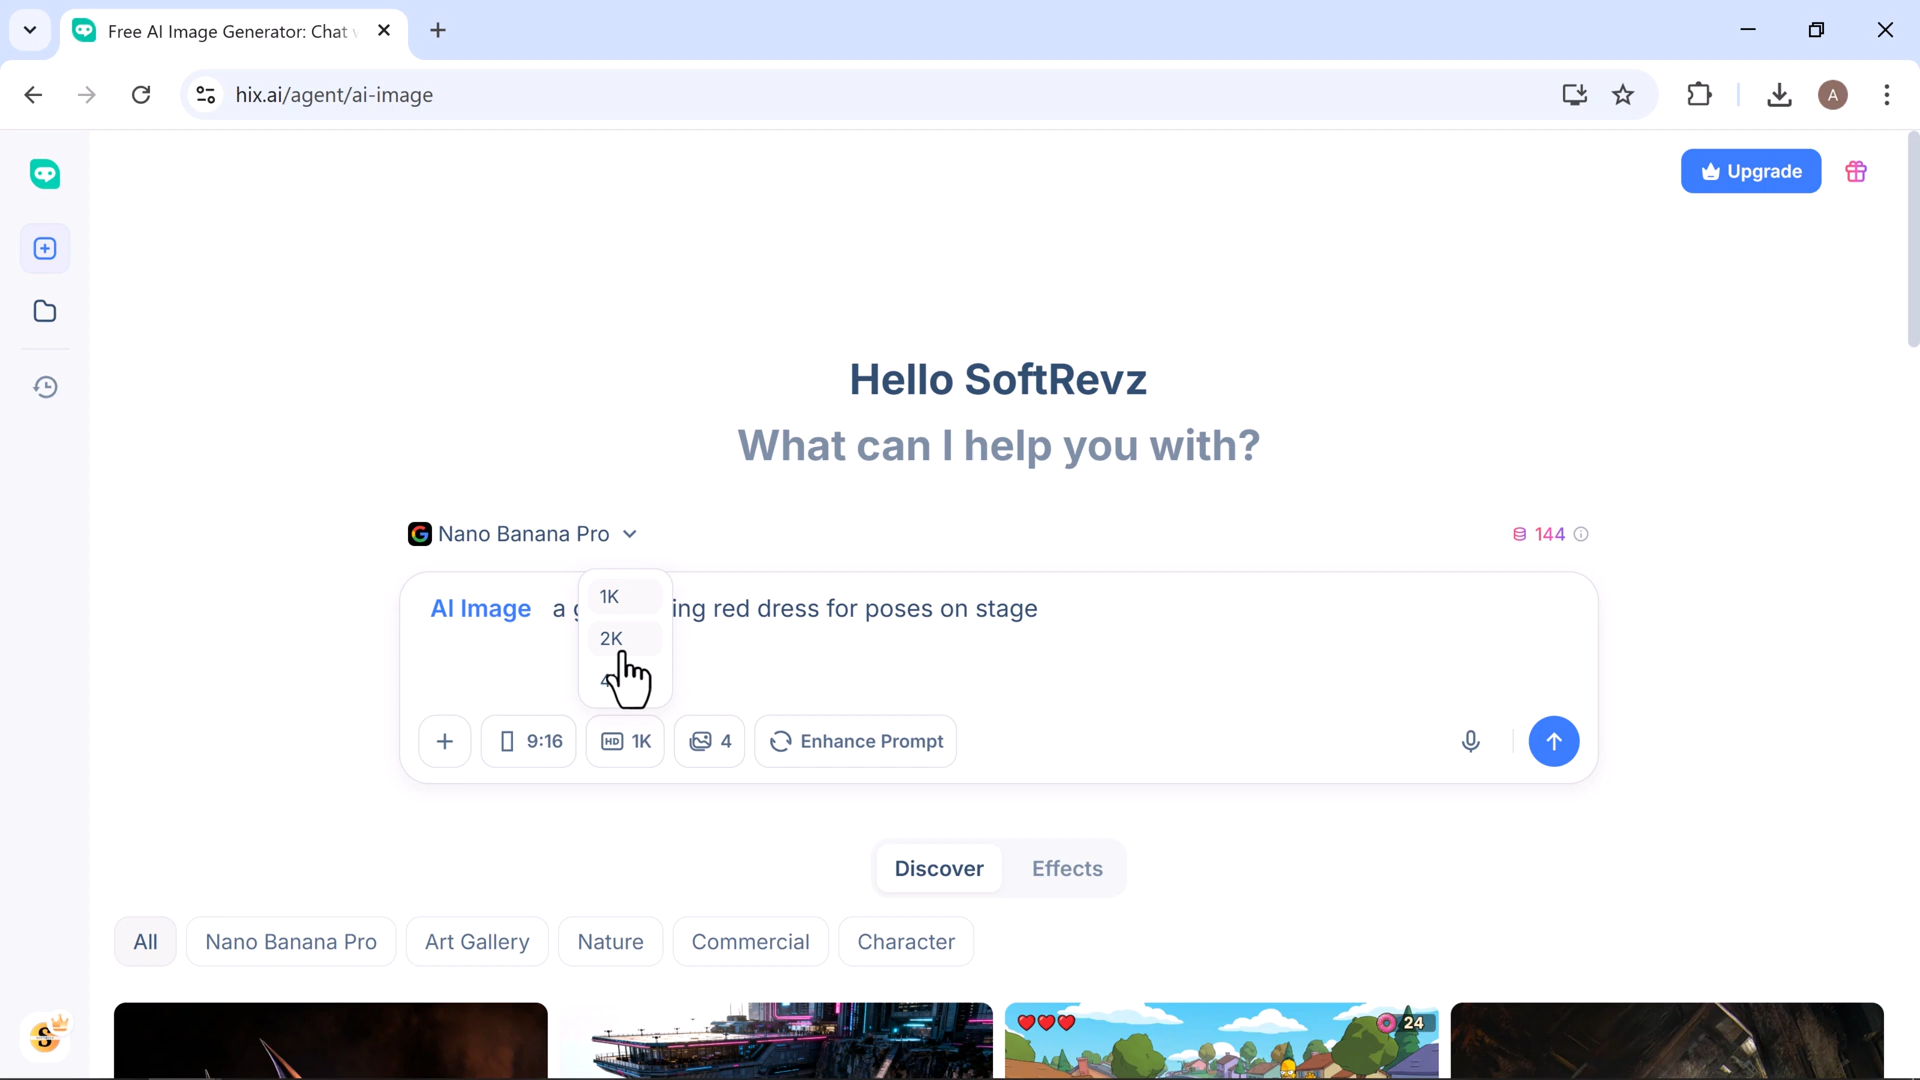 Free AI Image Generator: Chat
hix.ai/agent/ai-image
A
Upgrade
Hello SoftRevz
What can I help you with?
Nano Banana Pro
144
1K
AI Image a ing red dress for poses on stage
2K
9:16
HD 1K
4
Enhance Prompt
Discover
Effects
All
Nano Banana Pro
Art Gallery
Nature
Commercial
Character
24
S